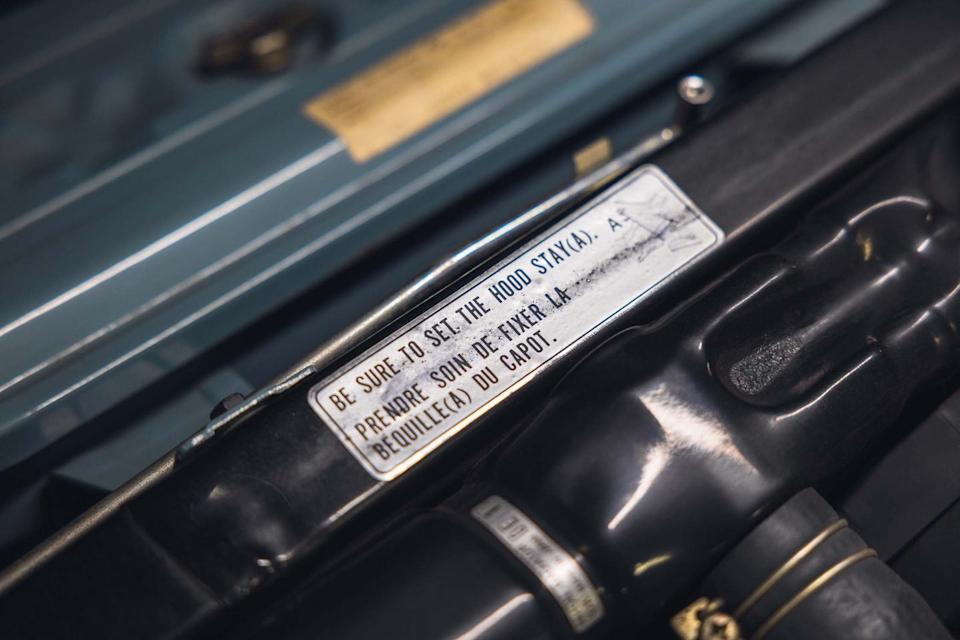 BE SURE TO SET THE HOOD STAY(A). A
PRENDRE SOIN DE FIXER LA
BEQUILLE(A) DU CAPOT.